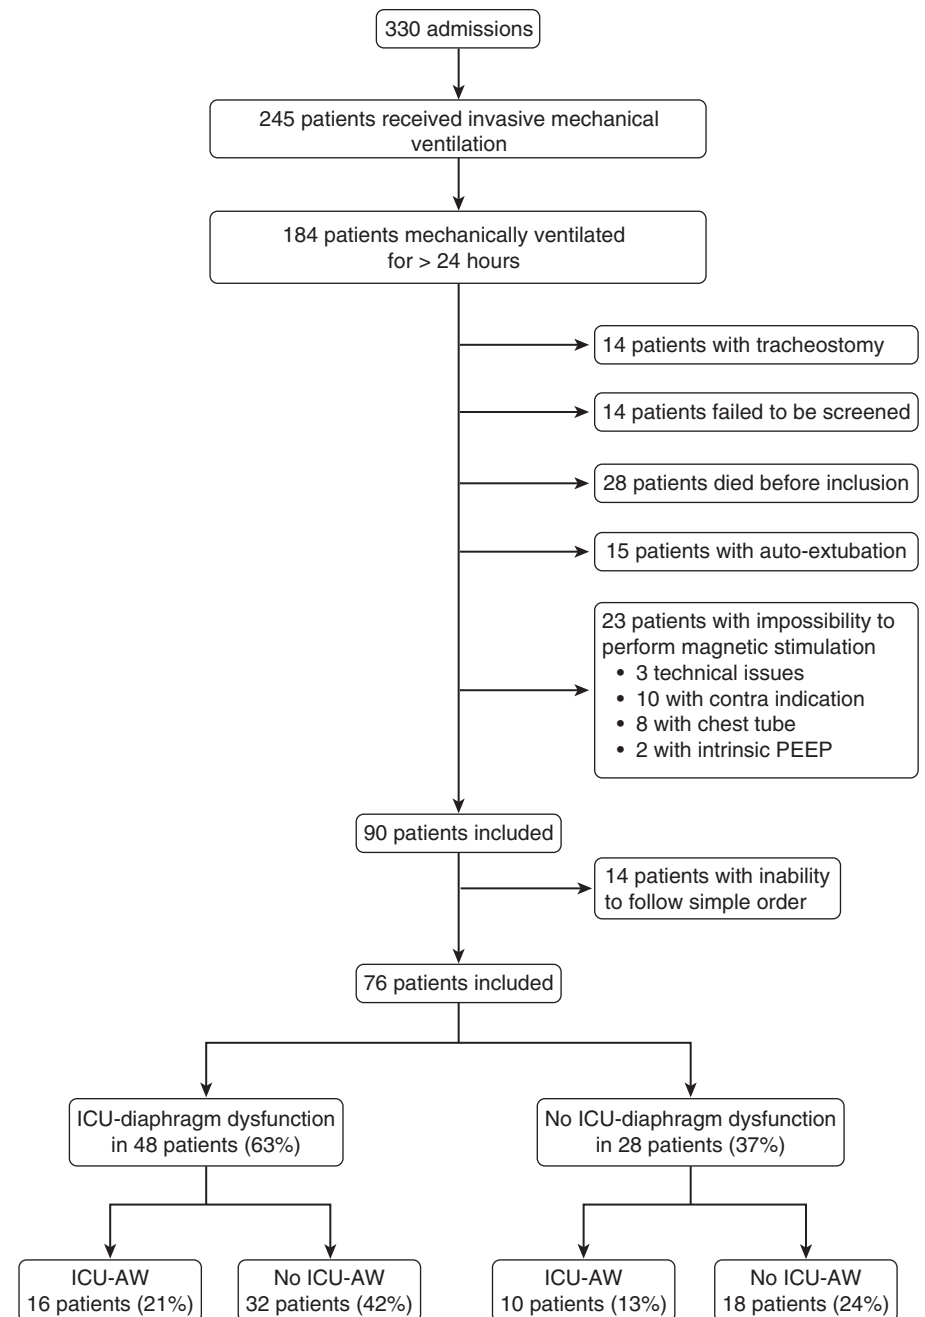 330 admissions
245 patients received invasive mechanical
ventilation
184 patients mechanically ventilated
for > 24 hours
14 patients with tracheostomy
14 patients failed to be screened
28 patients died before inclusion
15 patients with auto-extubation
23 patients with impossibility to
perform magnetic stimulation
• 3 technical issues
• 10 with contra indication
• 8 with chest tube
• 2 with intrinsic PEEP
90 patients included
14 patients with inability
to follow simple order
76 patients included
ICU-diaphragm dysfunction
in 48 patients (63%)
No ICU-diaphragm dysfunction
in 28 patients (37%)
ICU-AW
16 patients (21%)
No ICU-AW
32 patients (42%)
ICU-AW
10 patients (13%)
No ICU-AW
18 patients (24%)